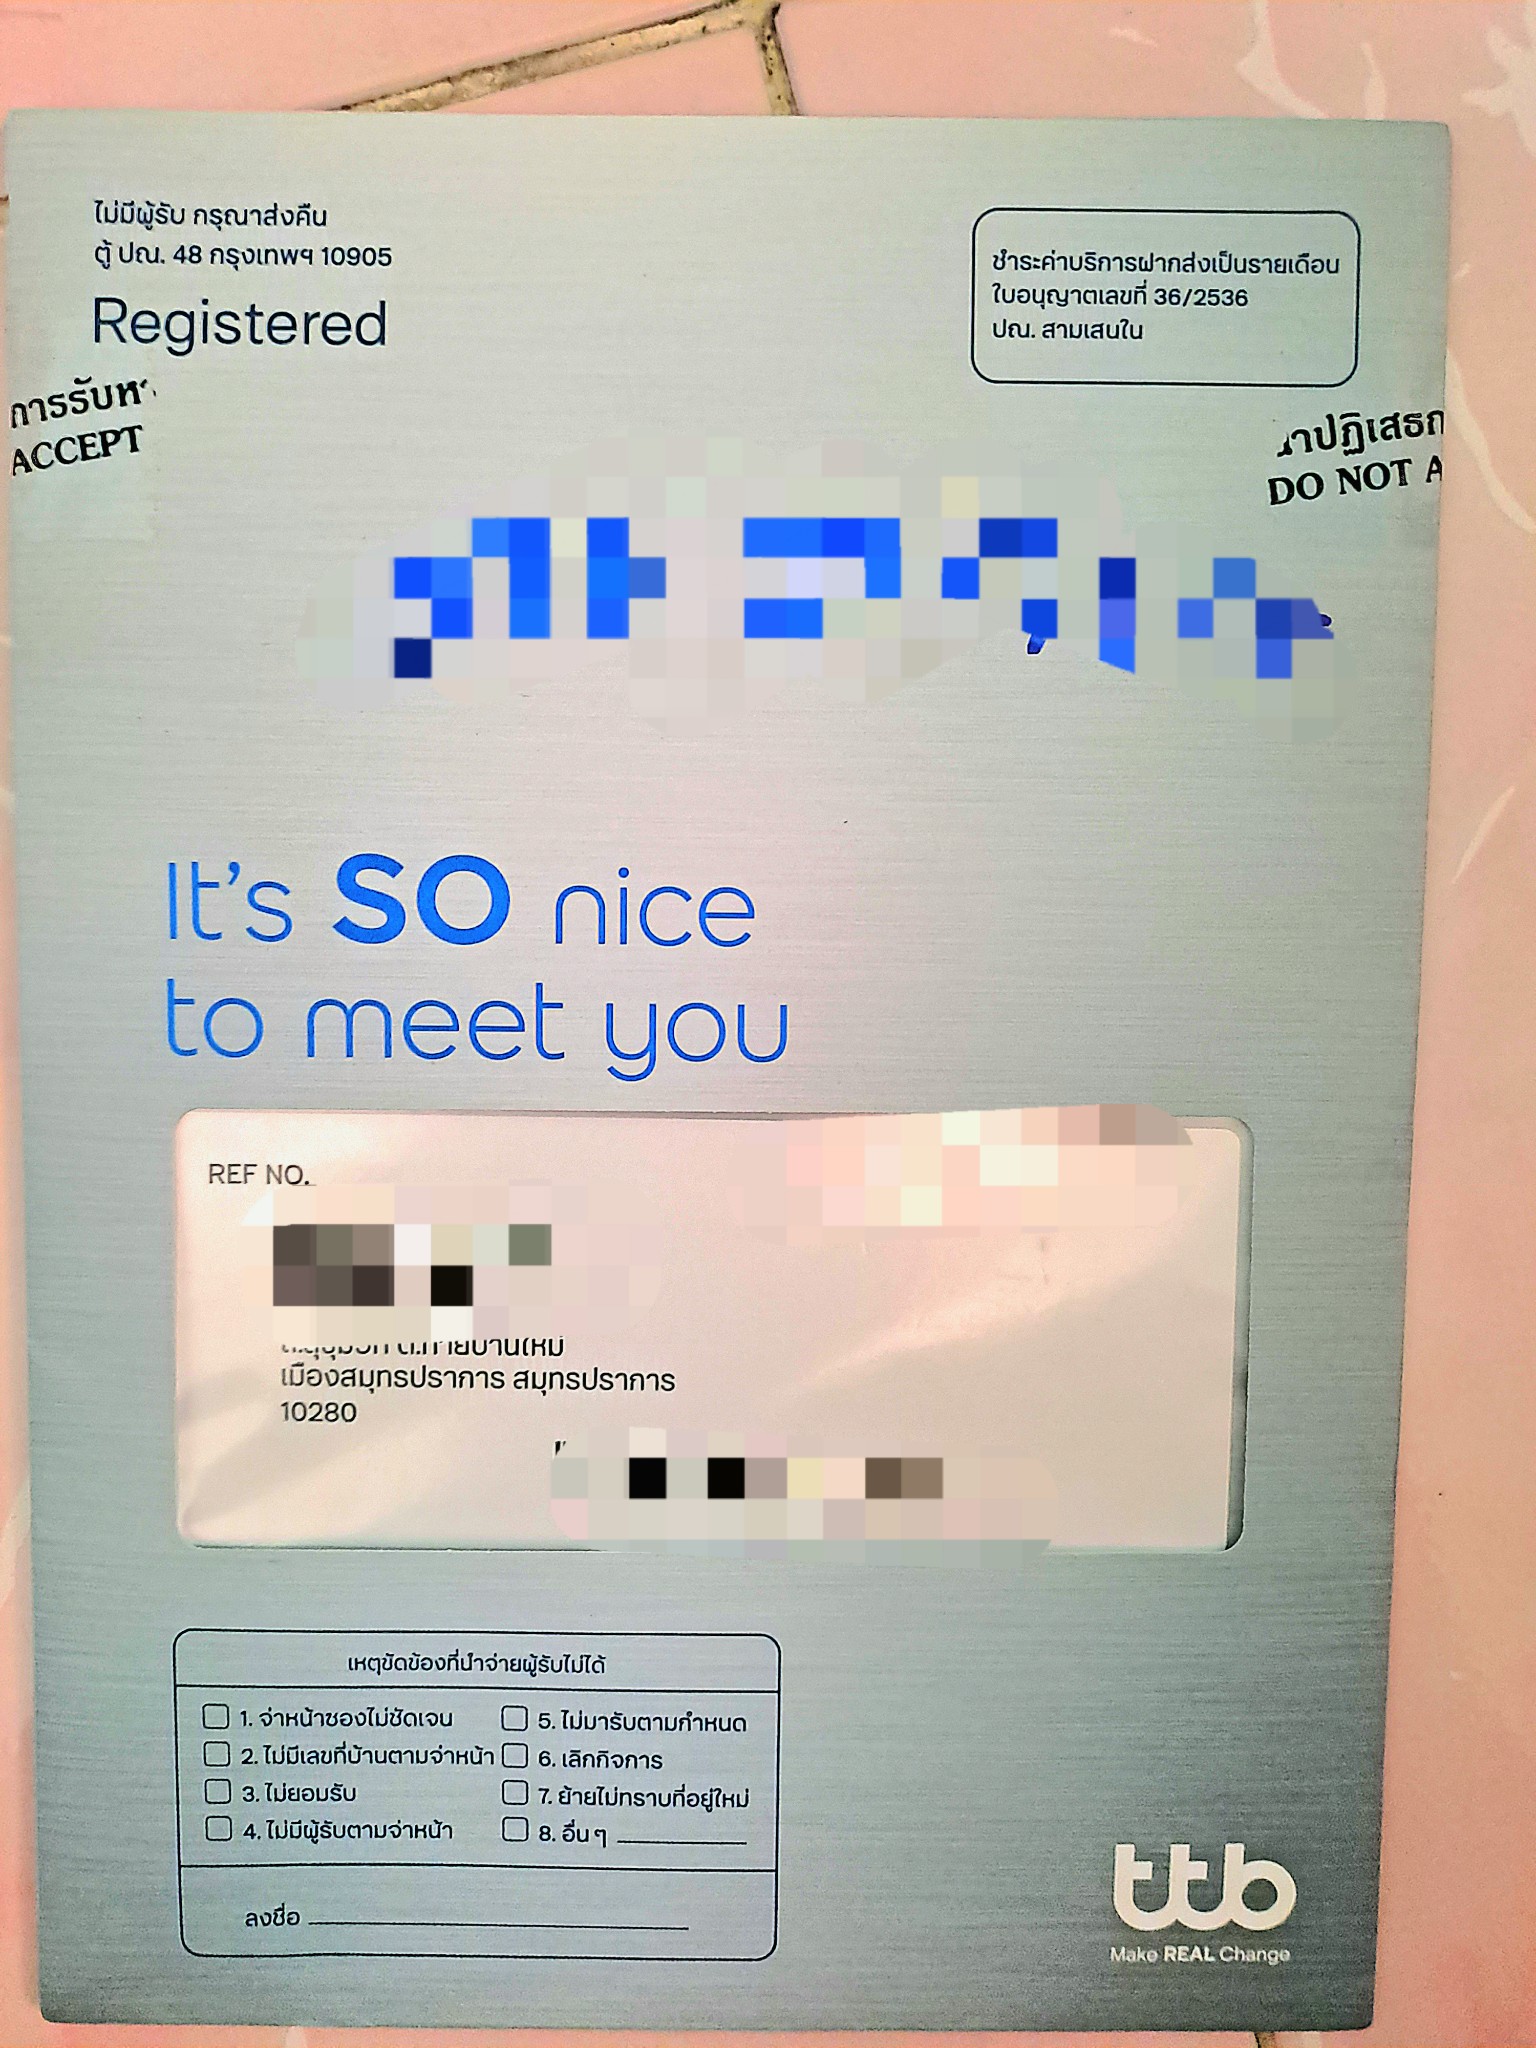 ไม่มีผู้รับ กรุณาส่งคืน
ตู้ ปณ. 48 กรุงเทพฯ 10905
Registered
ชำระค่าบริการฝากส่งเป็นรายเดือน
ใบอนุญาตเลขที่ 36/2536
ปณ. สามเสนใน
การรับ
ACCEPT
ปฏิเสธ
DO NOT A
It's SO nice
to meet you
REF NO.
เมืองสมุทรปราการ สมุทรปราการ
10280
เหตุขัดข้องที่นำจ่ายผู้รับไม่ได้
1. จ่าหน้าซองไม่ชัดเจน
2. ไม่มีเลขที่บ้านตามจ่าหน้า
3. ไม่ยอมรับ
4. ไม่มีผู้รับตามจ่าหน้า
5. ไม่มารับตามกำหนด
6. เลิกกิจการ
7. ย้ายไม่ทราบที่อยู่ใหม่
8. อื่น ๆ
ลงชื่อ
ttb
Make REAL Change